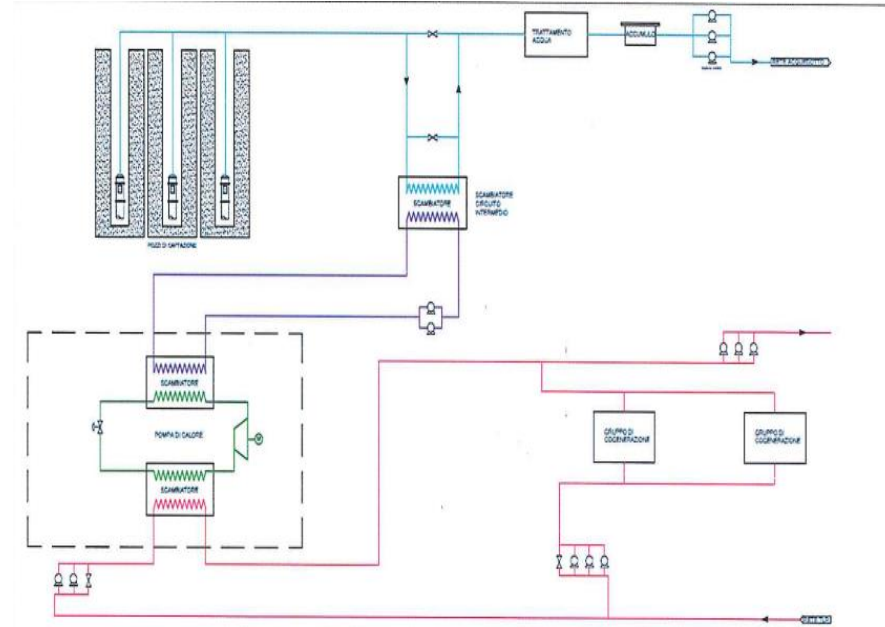 TRATTAMENTO
ACQUA
ACCUMULO
POZZI DI CAPTAZIONE
SCAMBIATORE
SCAMBIATORE
CIRCUITO
INTERMEDIO
SCAMBIATORE
POMPA DI CALORE
SCAMBIATORE
GRUPPO DI
COGENERAZIONE
GRUPPO DI
COGENERAZIONE